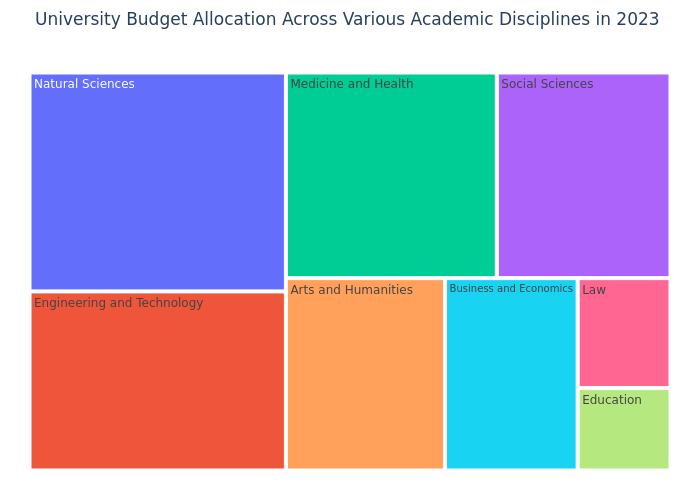 University Budget Allocation Across Various Academic Disciplines in 2023
Natural Sciences
Medicine and Health
Social Sciences
Engineering and Technology
Arts and Humanities
Business and Economics
Law
Education